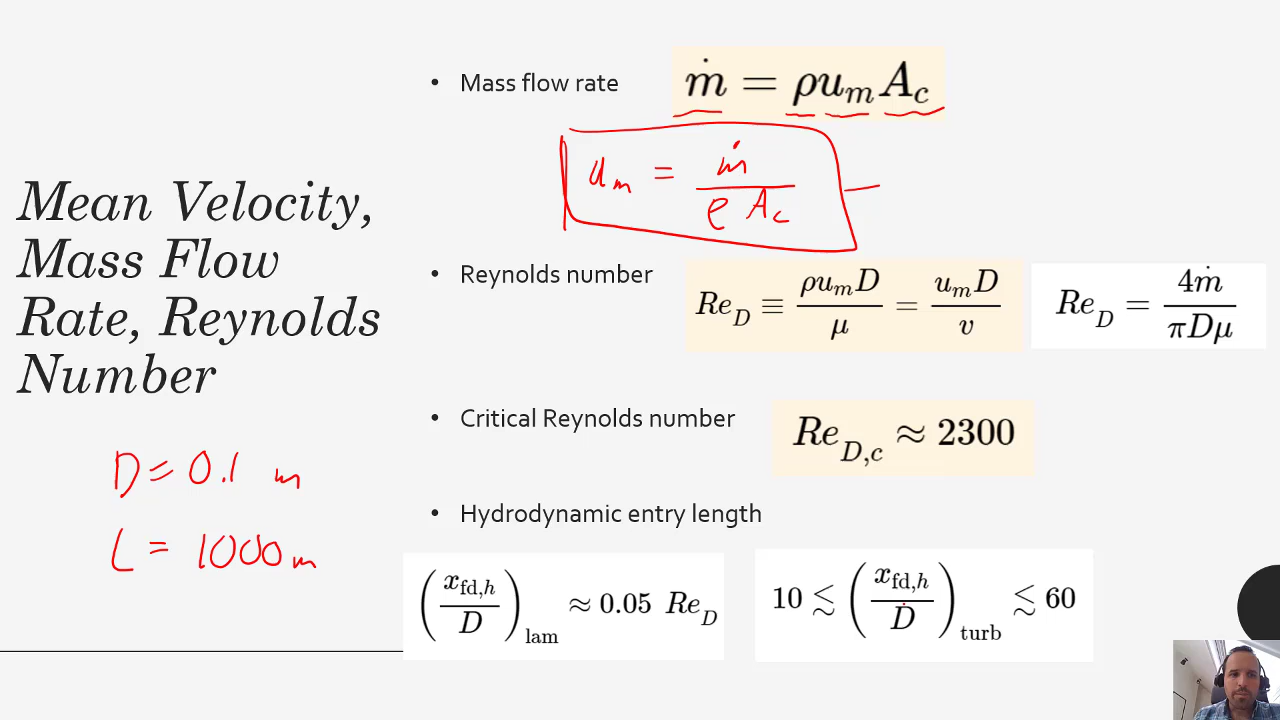 Mean Velocity,
Mass Flow
Rate, Reynolds
Number
D = 0.1 m
L = 1000 m
• Mass flow rate
ṁ = ρu_m A_c
u_m = ṁ / (ρ A_c)
• Reynolds number
Re_D ≡ ρu_m D / μ = u_m D / ν
Re_D = 4ṁ / (πDμ)
• Critical Reynolds number
Re_D,c ≈ 2300
• Hydrodynamic entry length
(x_fd,h / D)_lam ≈ 0.05 Re_D
10 ≲ (x_fd,h / D)_turb ≲ 60